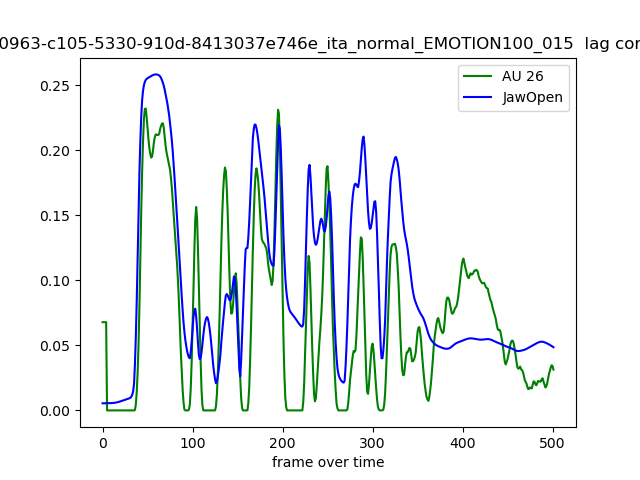 0963-c105-5330-910d-8413037e746e_ita_normal_EMOTION100_015 lag cor
AU 26
JawOpen
0.25
0.20
0.15
0.10
0.05
0.00
0 100 200 300 400 500
frame over time